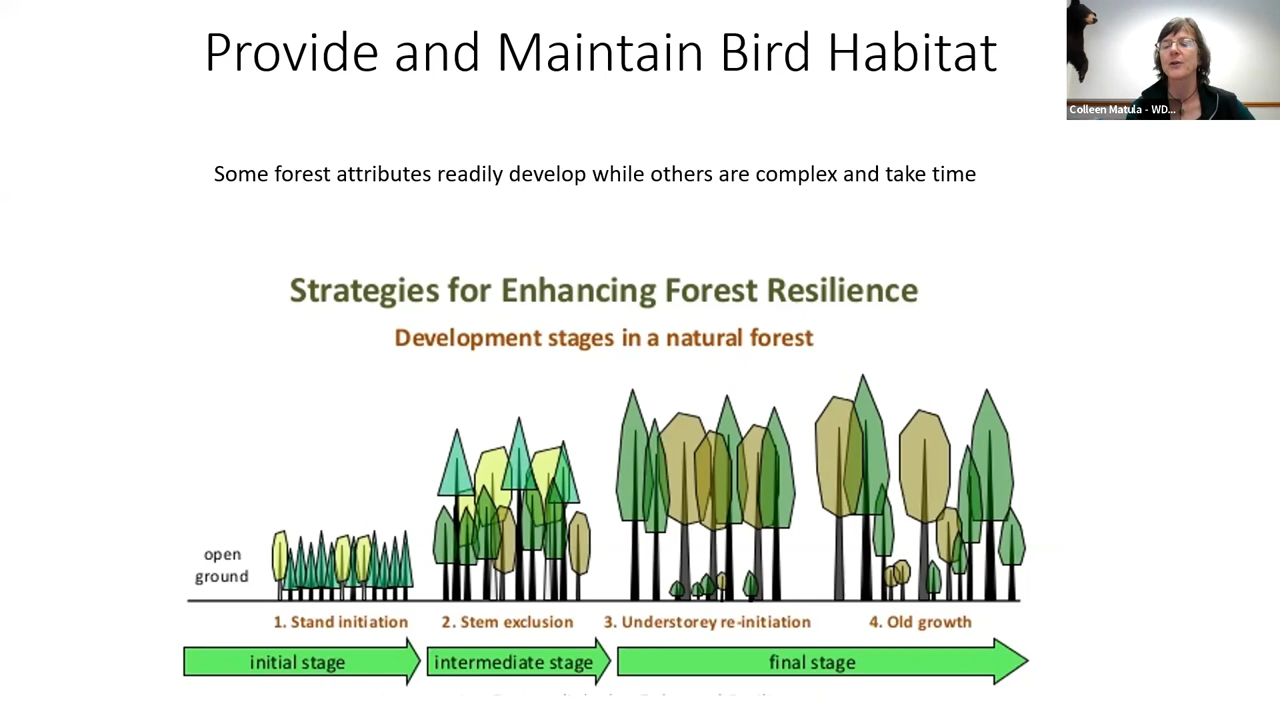 Provide and Maintain Bird Habitat
Colleen Matula - WD...
Some forest attributes readily develop while others are complex and take time
Strategies for Enhancing Forest Resilience
Development stages in a natural forest
open
ground
1. Stand initiation
2. Stem exclusion
3. Understorey re-initiation
4. Old growth
initial stage
intermediate stage
final stage